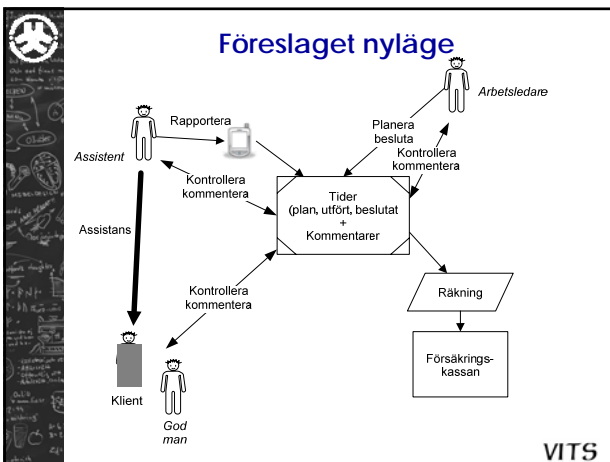 Föreslaget nyläge
Rapportera
Arbetsledare
Planera
besluta
Assistent
Kontrollera
kommentera
Kontrollera
kommentera
Tider
(plan, utfört, beslutat
+
Kommentarer
Assistans
Kontrollera
kommentera
Räkning
Försäkrings-
kassan
Klient
God
man
VITS